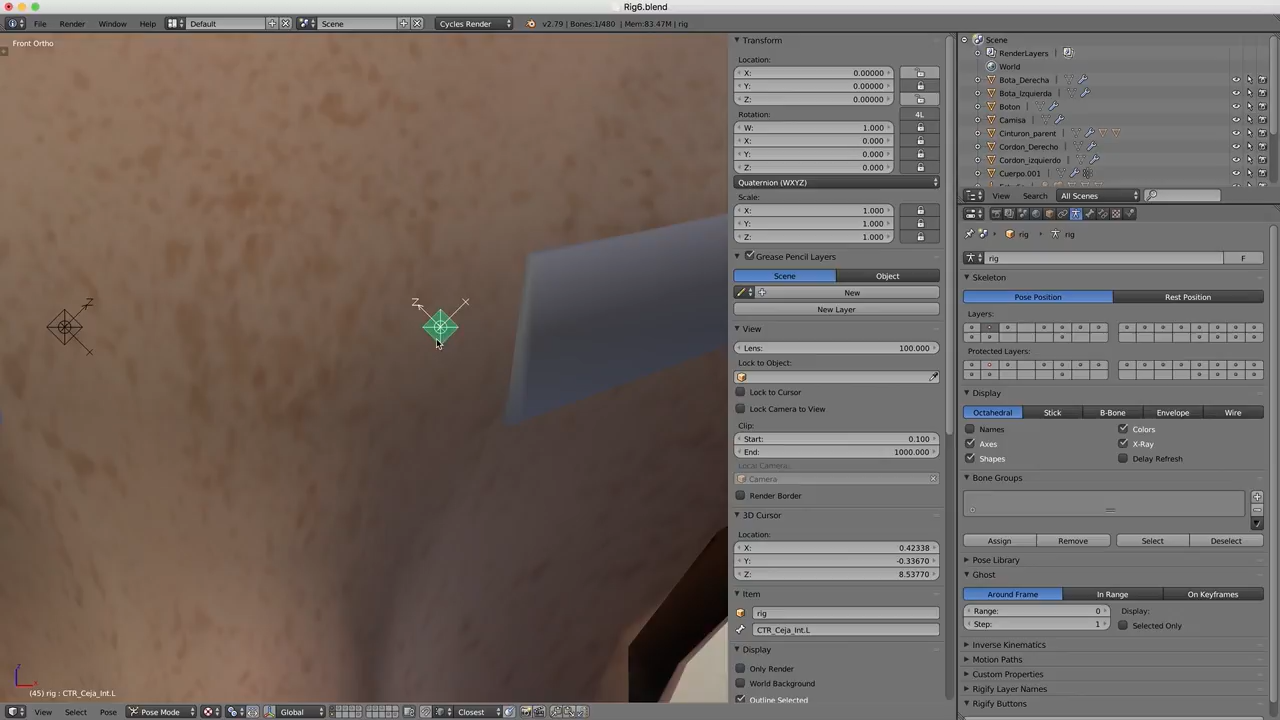 Rig6.blend
File Render Window Help Default Scene Cycles Render v2.79 | Bones:1/480 | Mem:83.47M | rig
Front Ortho
Z X
Z X
(45) rig : CTR_Ceja_Int.L
View Select Pose Pose Mode Global Closest
Transform
Location:
X: 0.00000
Y: 0.00000
Z: 0.00000
Rotation: 4L
W: 1.000
X: 0.000
Y: 0.000
Z: 0.000
Quaternion (WXYZ)
Scale:
X: 1.000
Y: 1.000
Z: 1.000
Grease Pencil Layers
Scene Object
New
New Layer
View
Lens: 100.000
Lock to Object:
Lock to Cursor
Lock Camera to View
Clip:
Start: 0.100
End: 1000.000
Local Camera:
Camera
Render Border
3D Cursor
Location:
X: 0.42338
Y: -0.33670
Z: 8.53770
Item
rig
CTR_Ceja_Int.L
Display
Only Render
World Background
Outline Selected
Scene
RenderLayers
World
Bota_Derecha
Bota_Izquierda
Boton
Camisa
Cinturon_parent
Cordon_Derecho
Cordon_izquierdo
Cuerpo.001
View Search All Scenes
rig rig
rig F
Skeleton
Pose Position Rest Position
Layers:
Protected Layers:
Display
Octahedral Stick B-Bone Envelope Wire
Names Colors
Axes X-Ray
Shapes Delay Refresh
Bone Groups
Assign Remove Select Deselect
Pose Library
Ghost
Around Frame In Range On Keyframes
Range: 0 Display:
Step: 1 Selected Only
Inverse Kinematics
Motion Paths
Custom Properties
Rigify Layer Names
Rigify Buttons